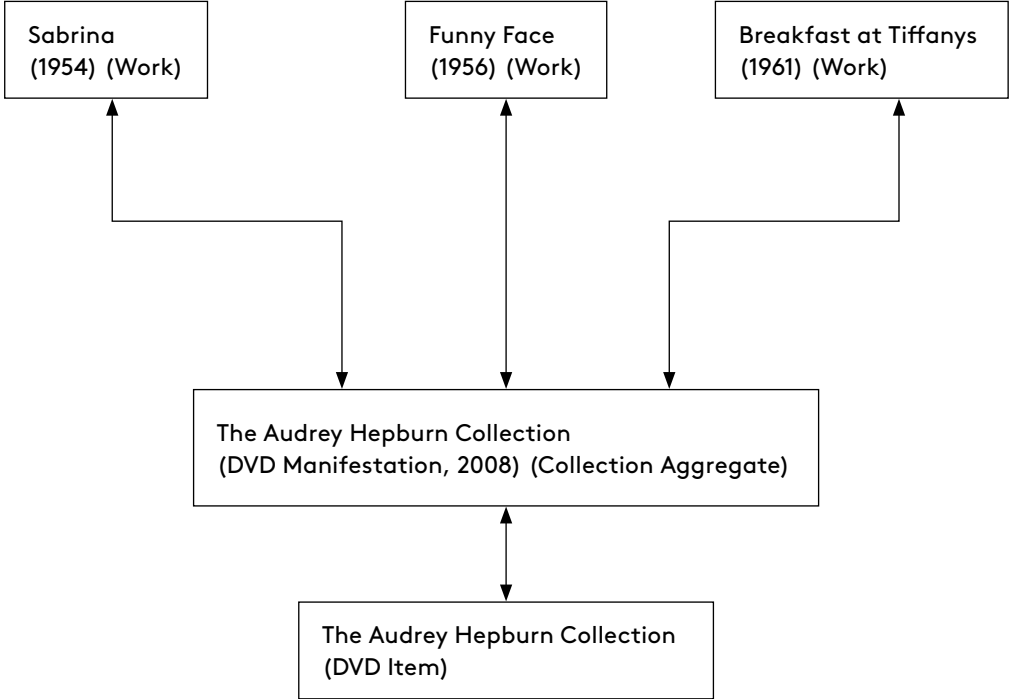 Sabrina
(1954) (Work)
Funny Face
(1956) (Work)
Breakfast at Tiffanys
(1961) (Work)
The Audrey Hepburn Collection
(DVD Manifestation, 2008) (Collection Aggregate)
The Audrey Hepburn Collection
(DVD Item)